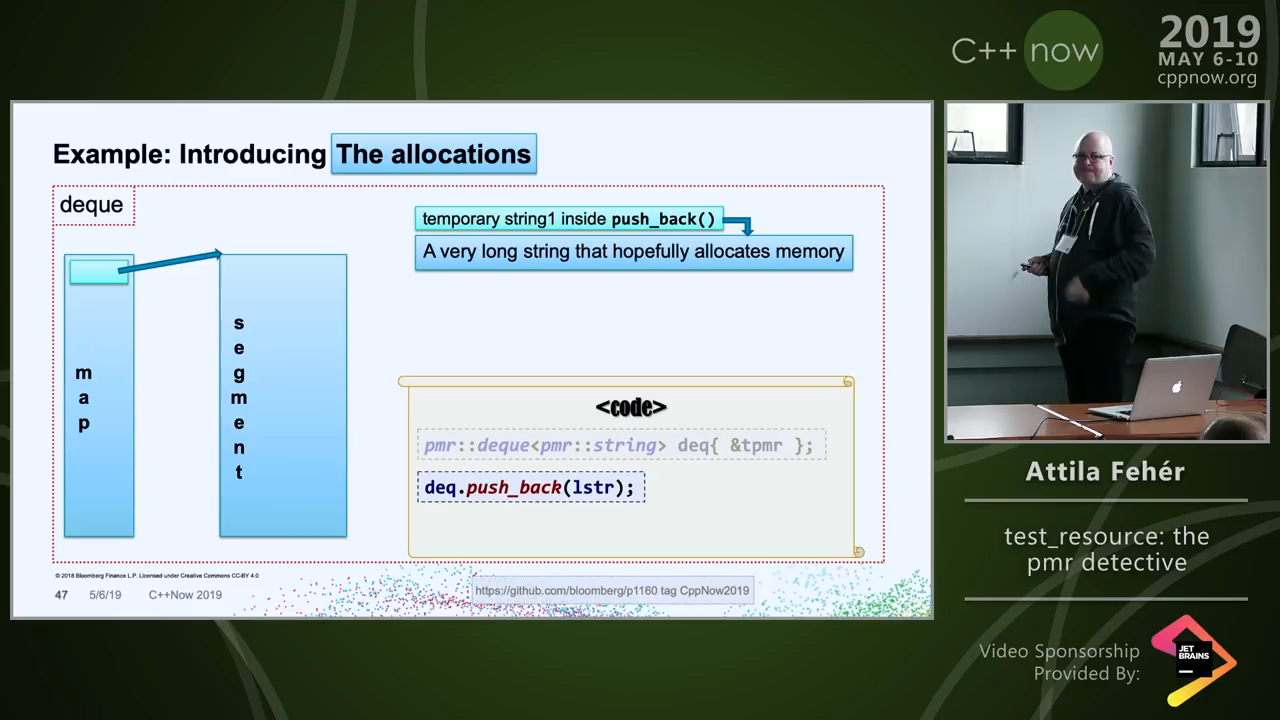 C++ now
2019
MAY 6-10
cppnow.org
Example: Introducing The allocations
deque
temporary string1 inside push_back()
A very long string that hopefully allocates memory
map
segment
<code>
pmr::deque<pmr::string> deq{ &tpmr };
deq.push_back(lstr);
© 2018 Bloomberg Finance L.P. Licensed under Creative Commons CC-BY 4.0
47 5/6/19 C++Now 2019
https://github.com/bloomberg/p1160 tag CppNow2019
Attila Fehér
test_resource: the
pmr detective
Video Sponsorship
Provided By:
JET
BRAINS